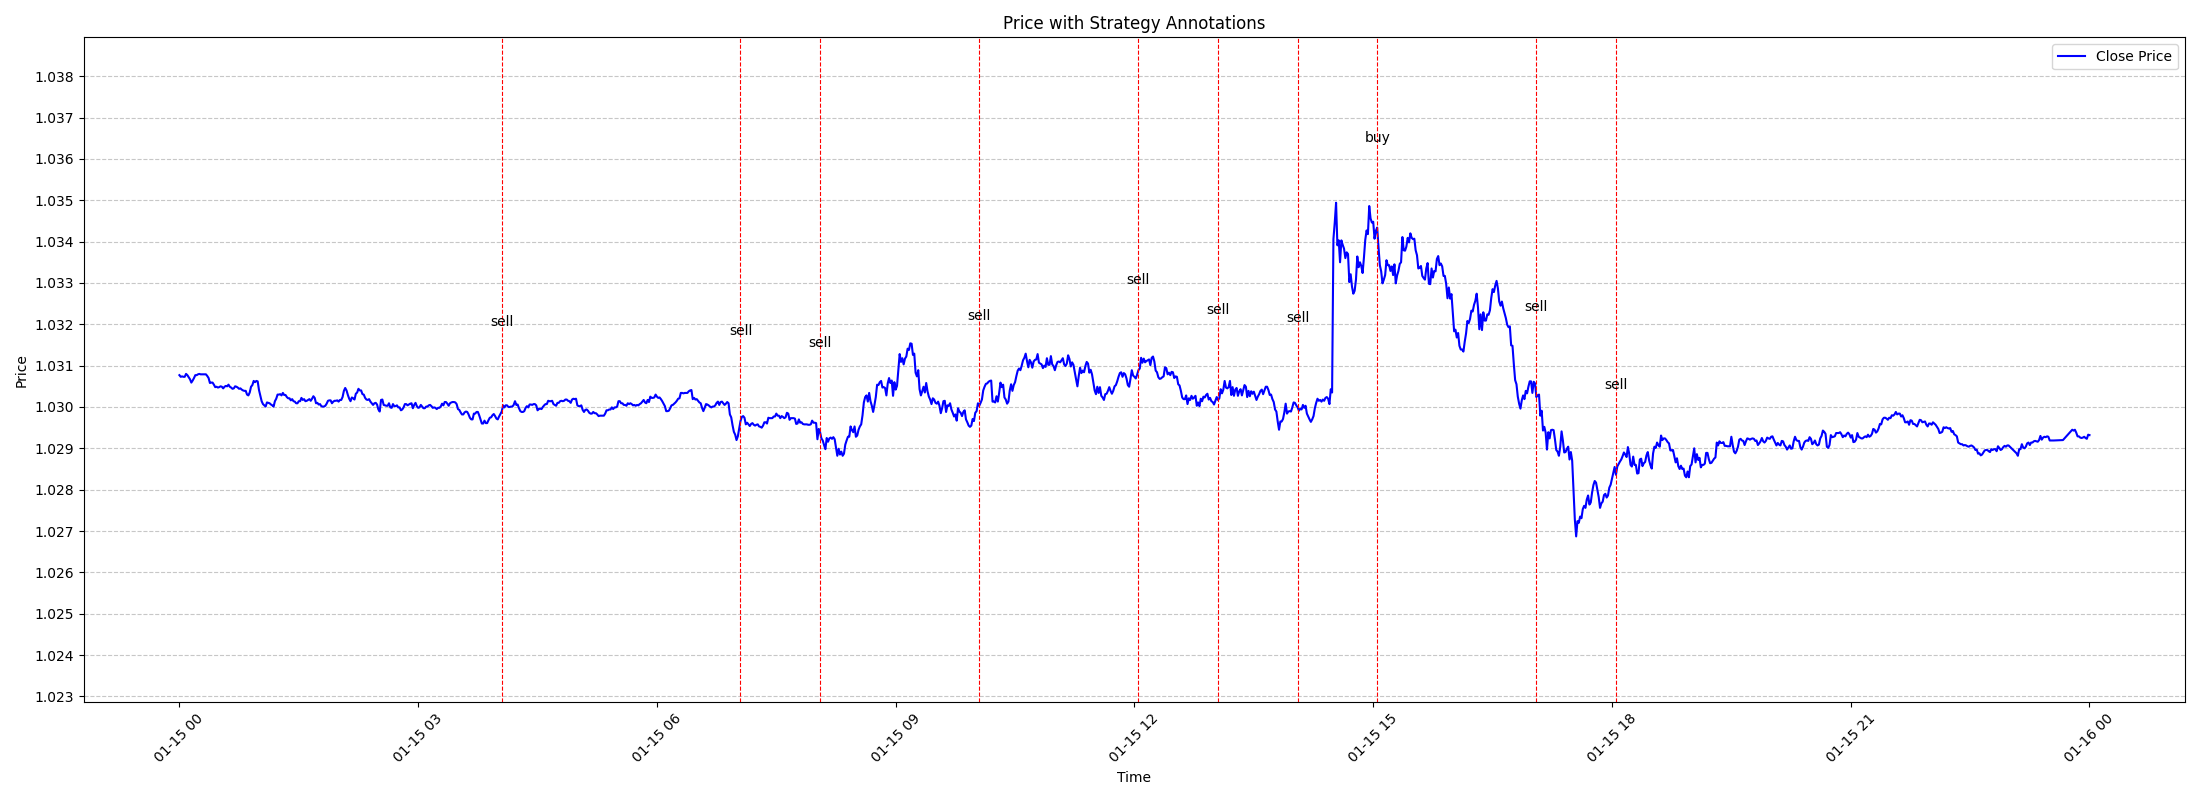 Price with Strategy Annotations
Close Price
1.038
1.037
1.036
1.035
1.034
1.033
1.032
1.031
1.030
1.029
1.028
1.027
1.026
1.025
1.024
1.023
Price
buy
sell
sell
sell
sell
sell
sell
sell
sell
sell
01-15 00
01-15 03
01-15 06
01-15 09
01-15 12
01-15 15
01-15 18
01-15 21
01-16 00
Time